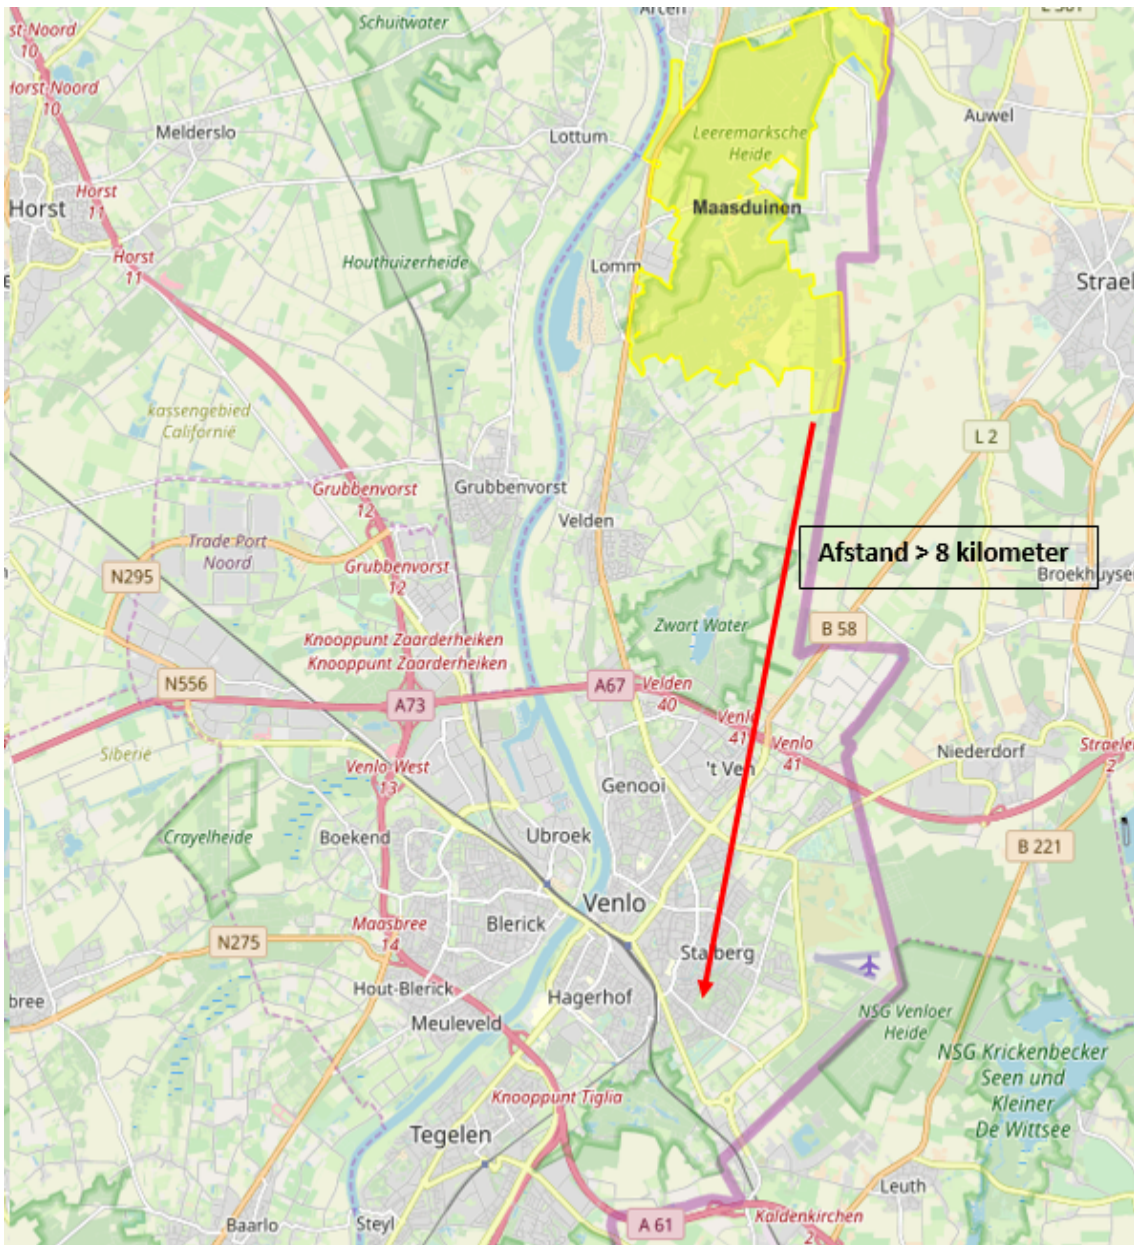 Arcen
Schuitwater
st-Noord
10
Horst-Noord
10
Melderslo
Lottum
Leeremarksche
Heide
Auwel
Horst
11
Horst
Maasduinen
Horst
11
Houthuizerheide
Lomm
Strael
kassengebied
Californië
L 2
Grubbenvorst
12
Grubbenvorst
Velden
Trade Port
Noord
Afstand > 8 kilometer
N295
Grubbenvorst
12
Broekhuyse
Zwart Water
B 58
Knooppunt Zaarderheiken
Knooppunt Zaarderheiken
N556
A67
Velden
40
A73
Venlo
41
Venlo
41
Siberië
Niederdorf
Straelen
2
Venlo-West
13
't Ven
Genooi
Crayelheide
Boekend
Ubroek
B 221
Venlo
Blerick
Maasbree
14
N275
Stalberg
Hout-Blerick
Hagerhof
bree
Meuleveld
NSG Venloer
Heide
NSG Krickenbecker
Seen und
Kleiner
De Wittsee
Knooppunt Tiglia
Tegelen
Leuth
Baarlo
Steyl
A 61
Kaldenkirchen
2